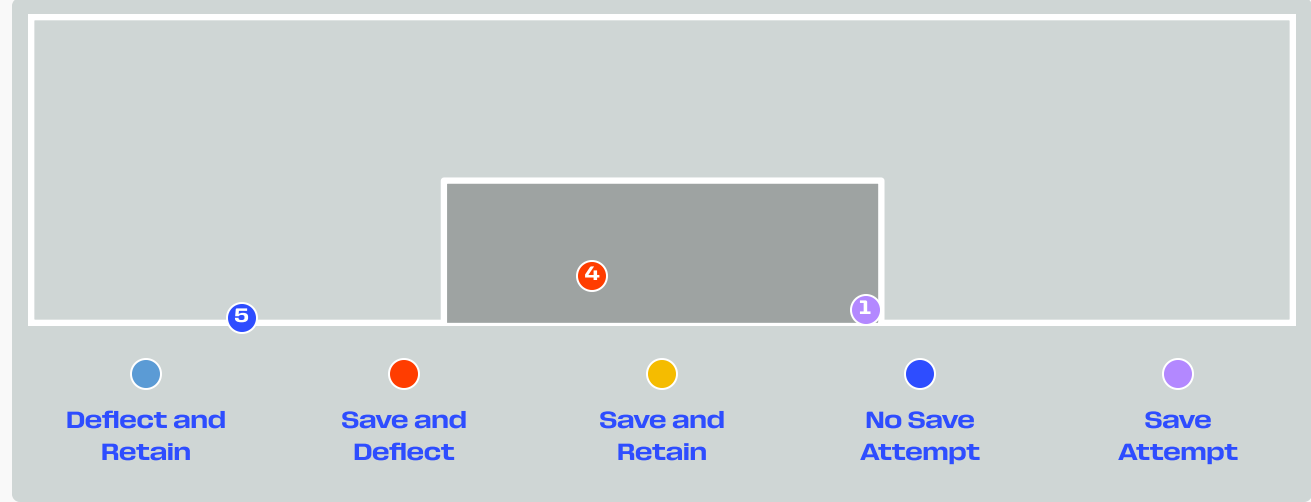 4
1
5
Deflect and
Retain
Save and
Deflect
Save and
Retain
No Save
Attempt
Save
Attempt